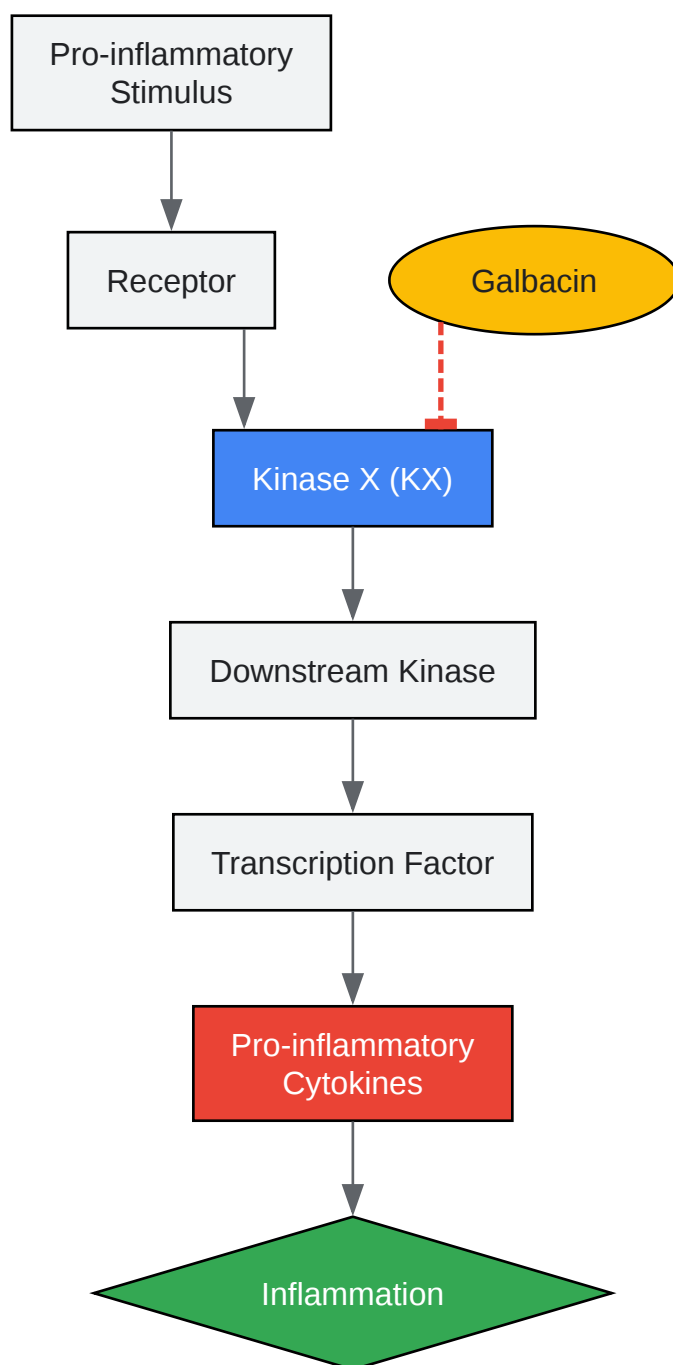 Pro-inflammatory
Stimulus
Receptor
Galbacin
Kinase X (KX)
Downstream Kinase
Transcription Factor
Pro-inflammatory
Cytokines
Inflammation